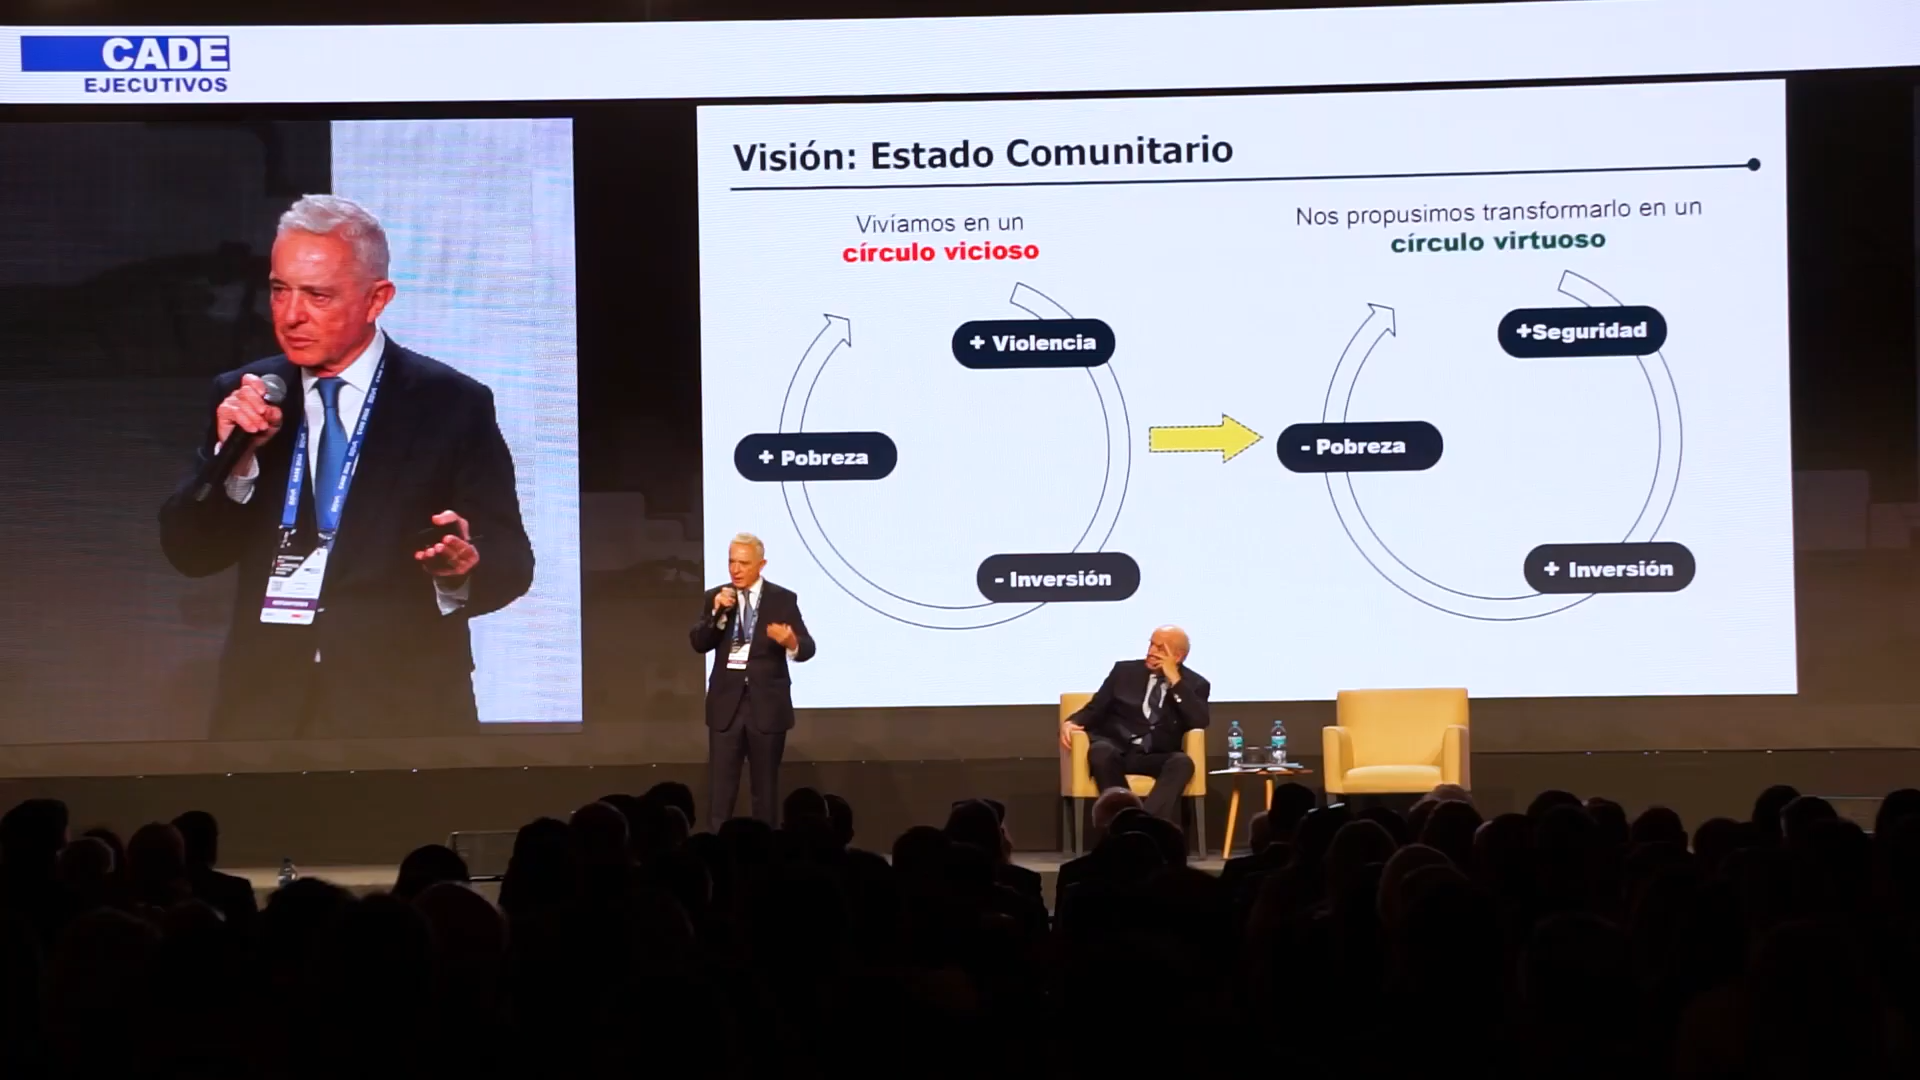 CADE
EJECUTIVOS
Visión: Estado Comunitario
Vivíamos en un
círculo vicioso
+ Violencia
+ Pobreza
- Inversión
Nos propusimos transformarlo en un
círculo virtuoso
+Seguridad
- Pobreza
+ Inversión